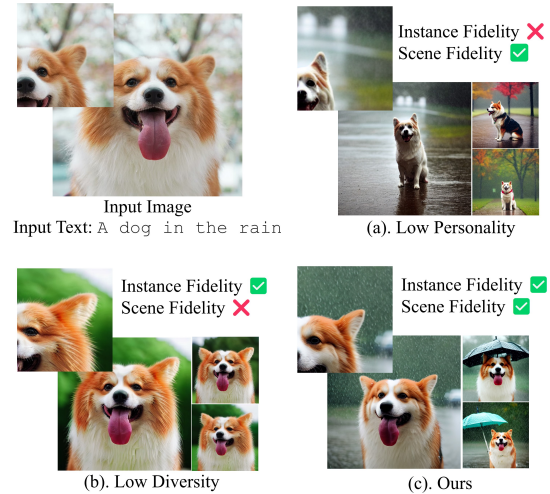 Instance Fidelity ❌
Scene Fidelity ✅
Input Image
Input Text: A dog in the rain
(a). Low Personality
Instance Fidelity ✅
Scene Fidelity ❌
Instance Fidelity ✅
Scene Fidelity ✅
(b). Low Diversity
(c). Ours